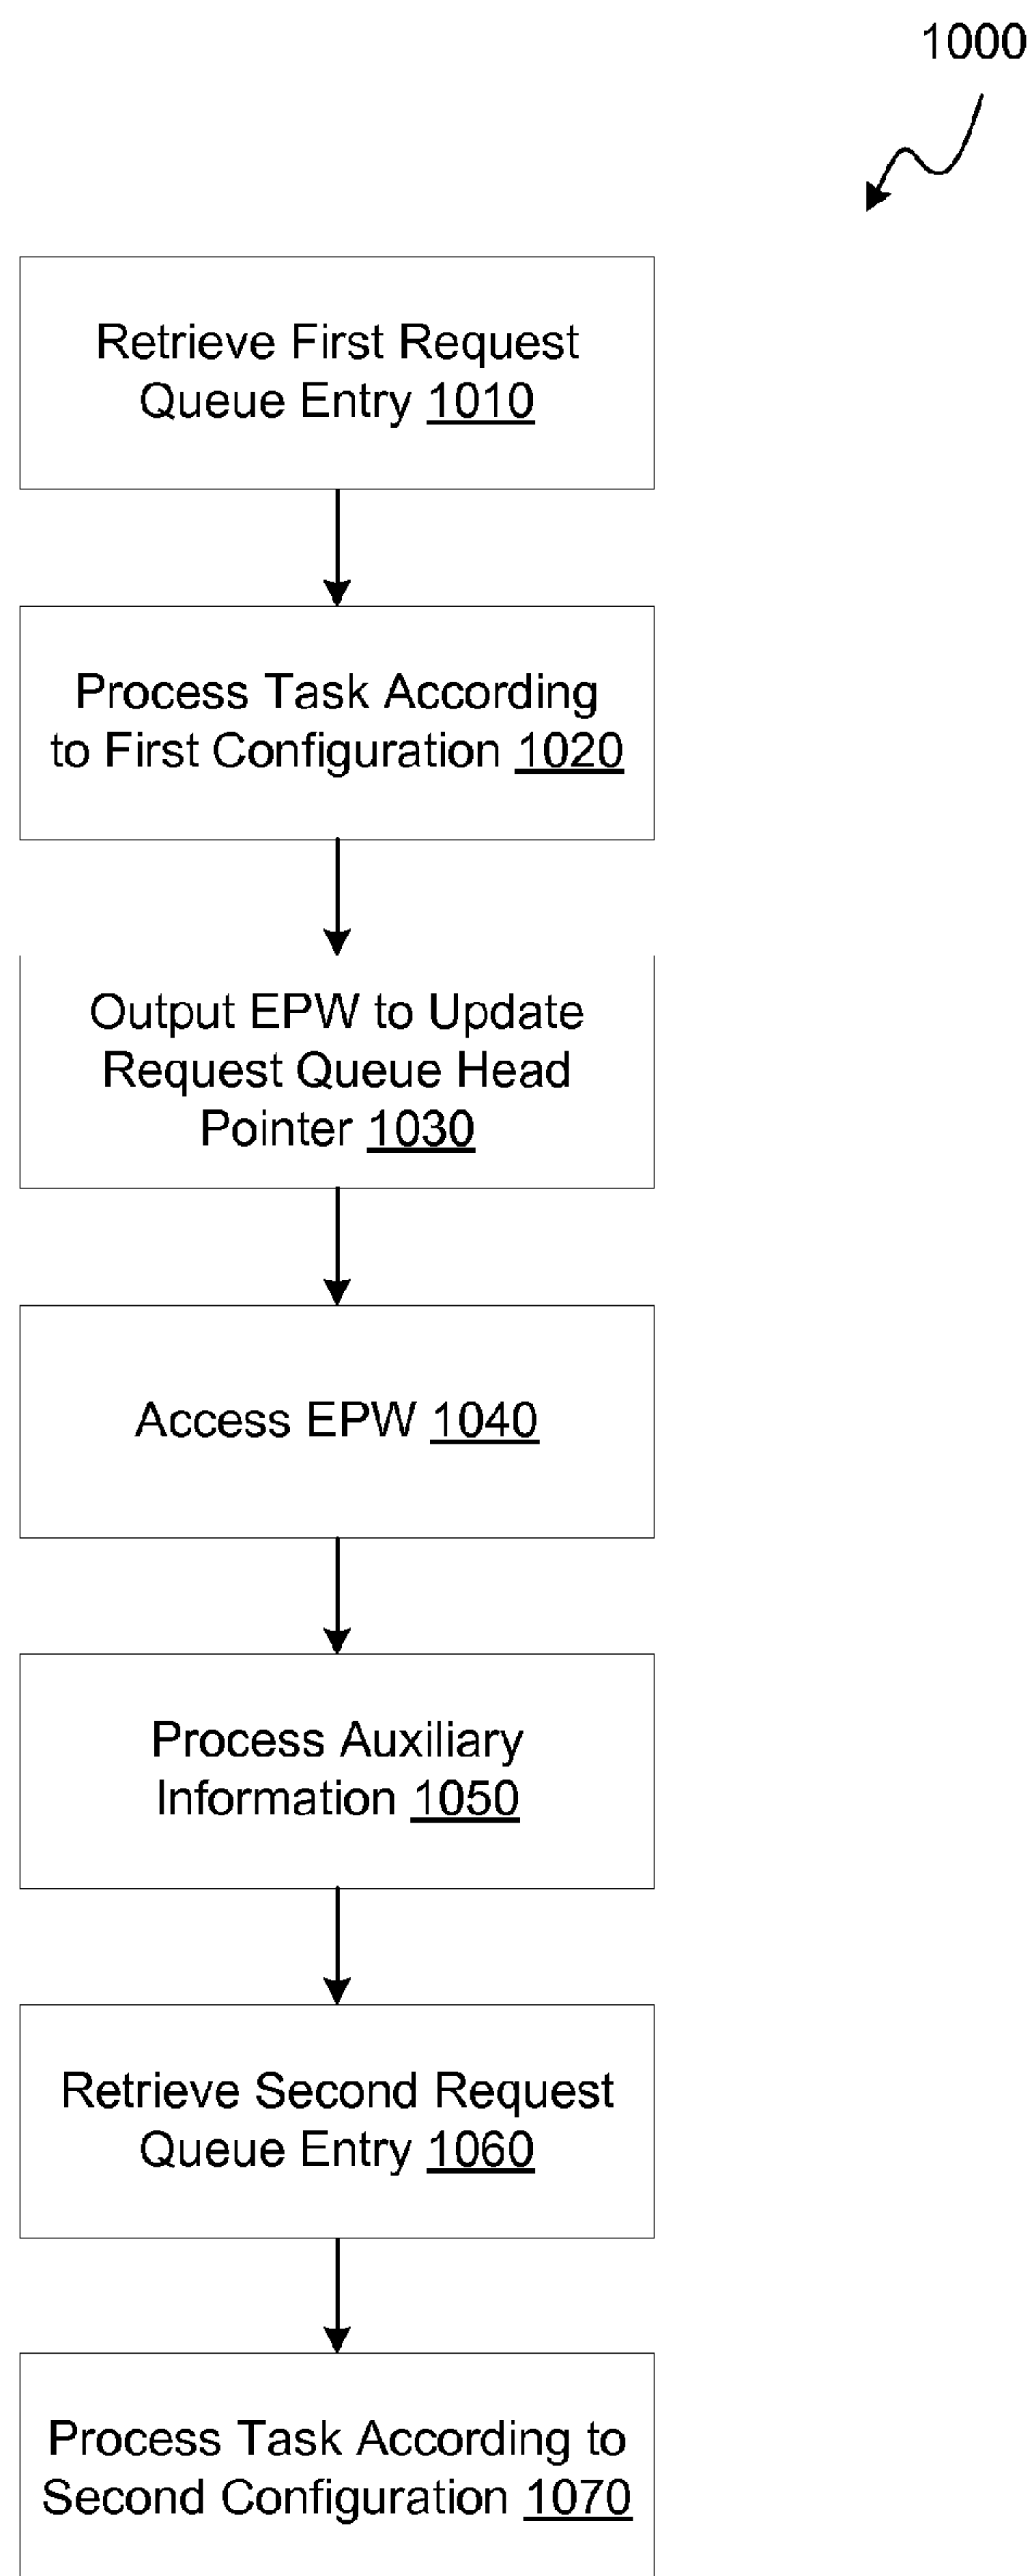 1000
Retrieve First Request
Queue Entry 1010
Process Task According
to First Configuration 1020
Output EPW to Update
Request Queue Head
Pointer 1030
Access EPW 1040
Process Auxiliary
Information 1050
Retrieve Second Request
Queue Entry 1060
Process Task According to
Second Configuration 1070